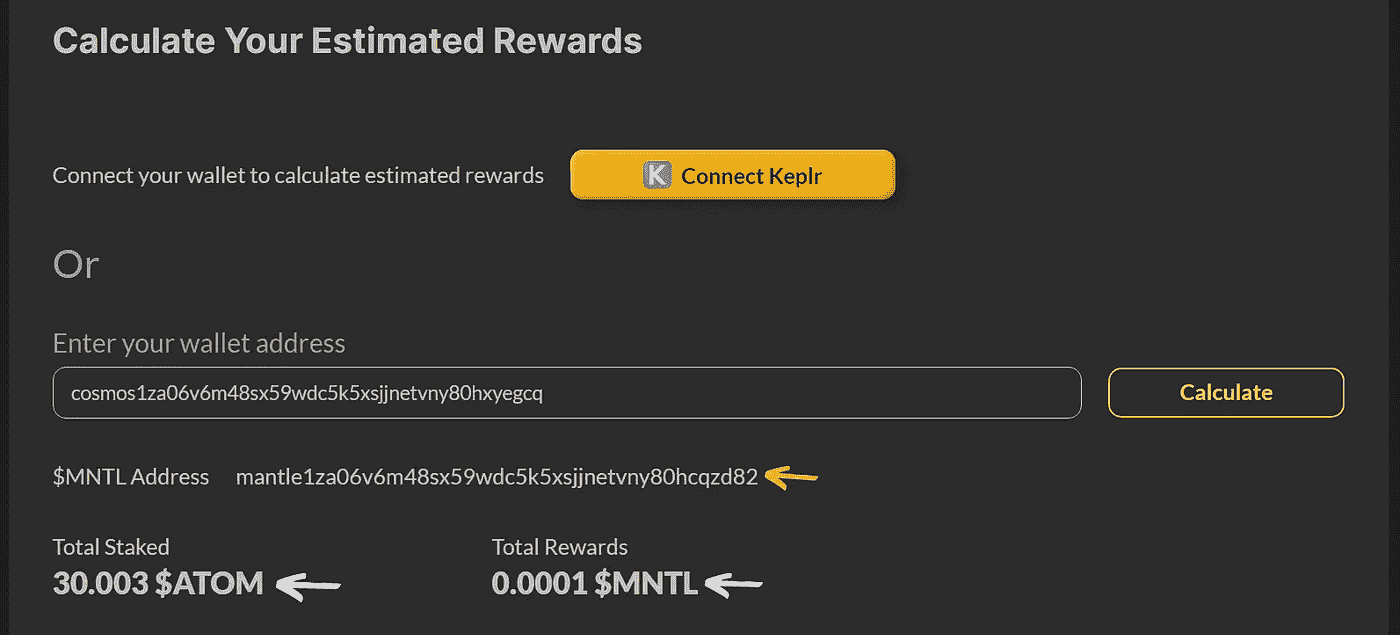 Calculate Your Estimated Rewards
Connect your wallet to calculate estimated rewards
K Connect Keplr
Or
Enter your wallet address
cosmos1za06v6m48sx59wdc5k5xsjjnetvny80hxyegcq
Calculate
$MNTL Address mantle1za06v6m48sx59wdc5k5xsjjnetvny80hcqzd82
Total Staked Total Rewards
30.003 $ATOM 0.0001 $MNTL